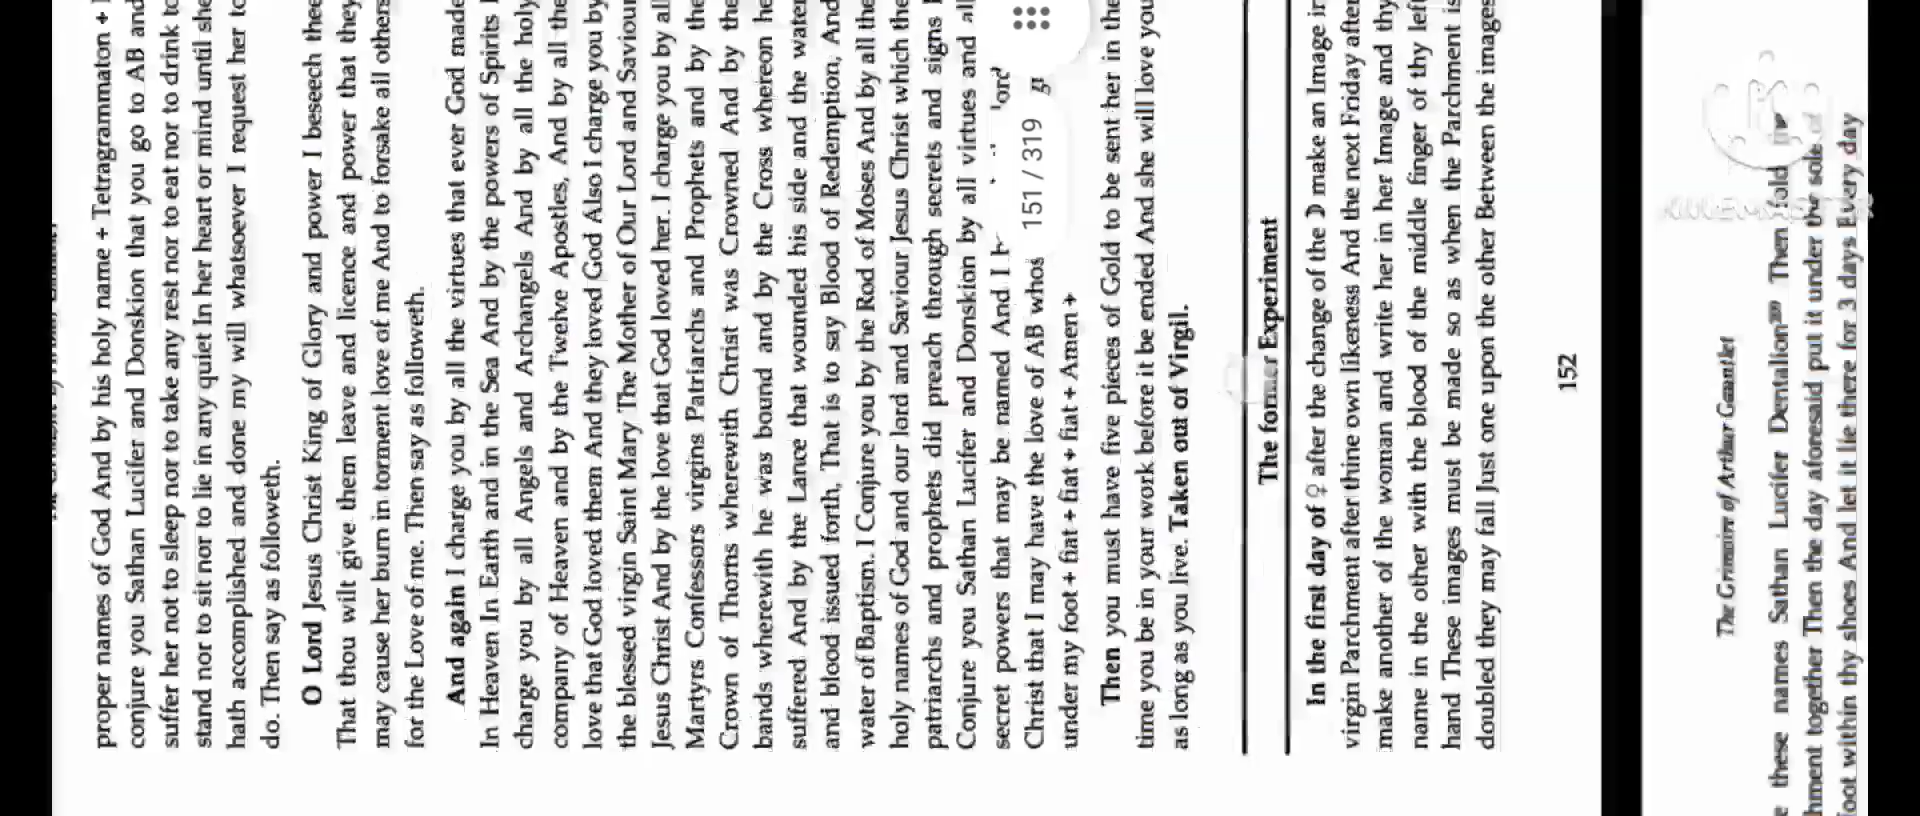 proper names of God And by his holy name + Tetragrammaton +
conjure you Sathan Lucifer and Donskion that you go to AB and
suffer her not to sleep nor to take any rest nor to eat nor to drink to
stand nor to sit nor to lie in any quiet In her heart or mind until she
hath accomplished and done my will whatsoever I request her to
do. Then say as followeth.
O Lord Jesus Christ King of Glory and power I beseech thee
That thou wilt give them leave and licence and power that they
may cause her burn in torment love of me And to forsake all others
for the Love of me. Then say as followeth.
And again I charge you by all the virtues that ever God made
In Heaven In Earth and in the Sea And by the powers of Spirits
charge you by all Angels and Archangels And by all the holy
company of Heaven and by the Twelve Apostles, And by all the
love that God loved them And they loved God Also I charge you by
the blessed virgin Saint Mary The Mother of Our Lord and Saviour
Jesus Christ And by the love that God loved her. I charge you by all
Martyrs Confessors virgins Patriarchs and Prophets and by the
Crown of Thorns wherewith Christ was Crowned And by the
bands wherewith he was bound and by the Cross whereon he
suffered And by the Lance that wounded his side and the water
and blood issued forth, That is to say Blood of Redemption, And
water of Baptism. I Conjure you by the Rod of Moses And by all the
holy names of God and our lord and Saviour Jesus Christ which the
patriarchs and prophets did preach through secrets and signs
Conjure you Sathan Lucifer and Donskion by all virtues and all
secret powers that may be named And I
Christ that I may have the love of AB
under my foot + fiat + fiat + fiat + Amen +
Then you must have five pieces of Gold to be sent her in the
time you be in your work before it be ended And she will love you
as long as you live. Taken out of Virgil.
151 / 319
The former Experiment
In the first day of ♀ after the change of the ☽ make an Image in
virgin Parchment after thine own likeness And the next Friday after
make another of the woman and write her in her Image and thy
name in the other with the blood of the middle finger of thy left
hand These images must be made so as when the Parchment is
doubled they may fall Just one upon the other Between the images
152
The Grimoire of Arthur Gauntlet
these names Sathan Lucifer Dentalion Then fold
together Then the day aforesaid put it under the sole of
foot within thy shoes And let it lie there for 3 days Every day
KINEMASTER